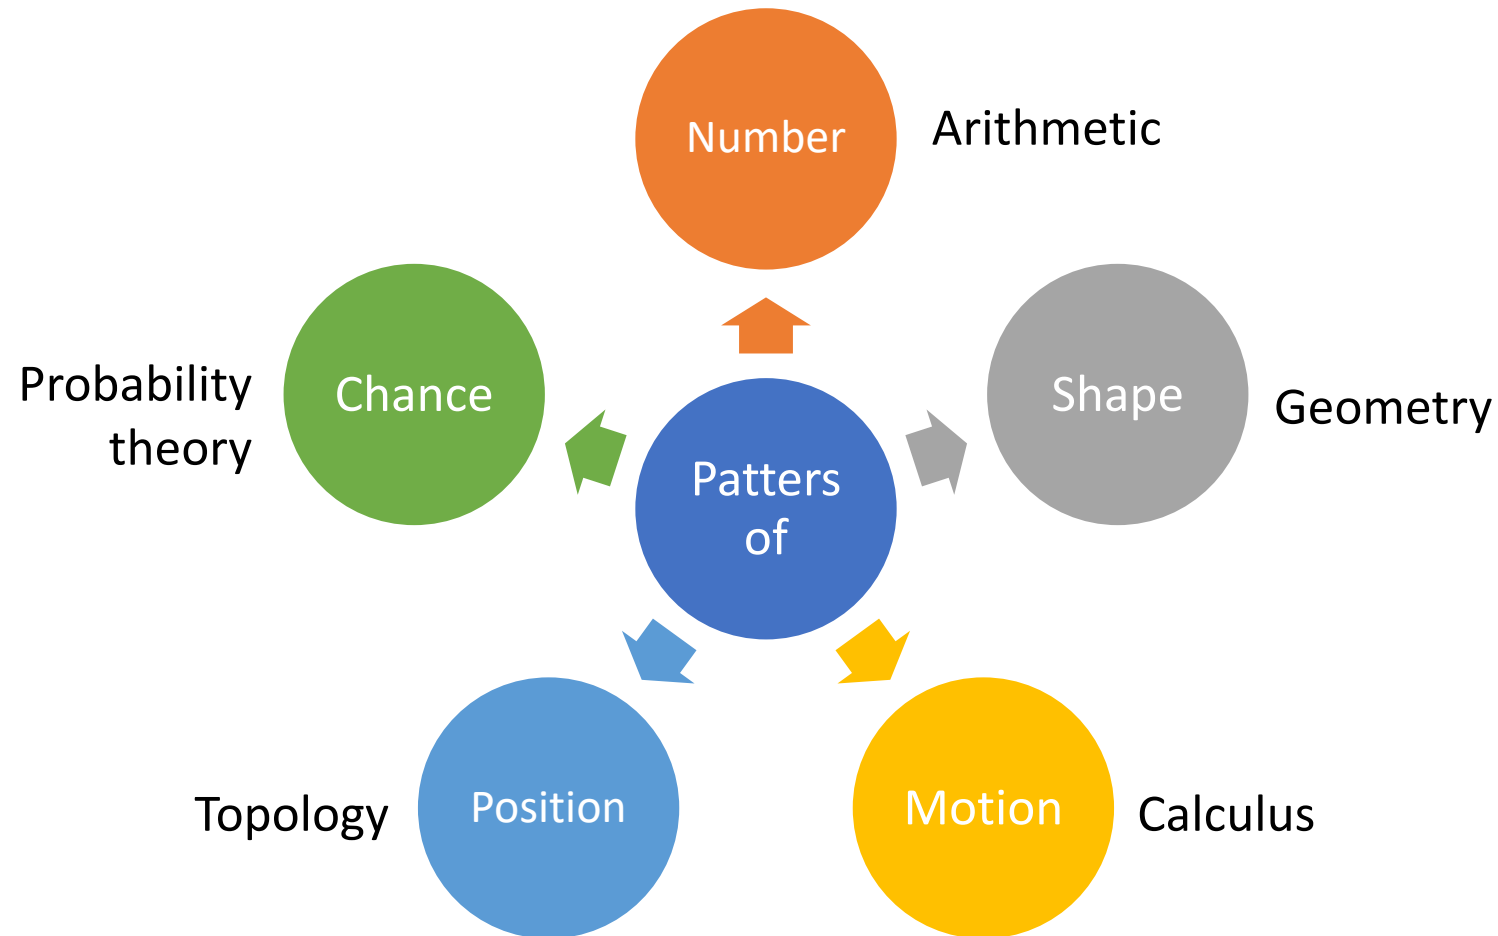 Number
Arithmetic
Chance
Probability
theory
Shape
Geometry
Patters
of
Topology
Position
Motion
Calculus